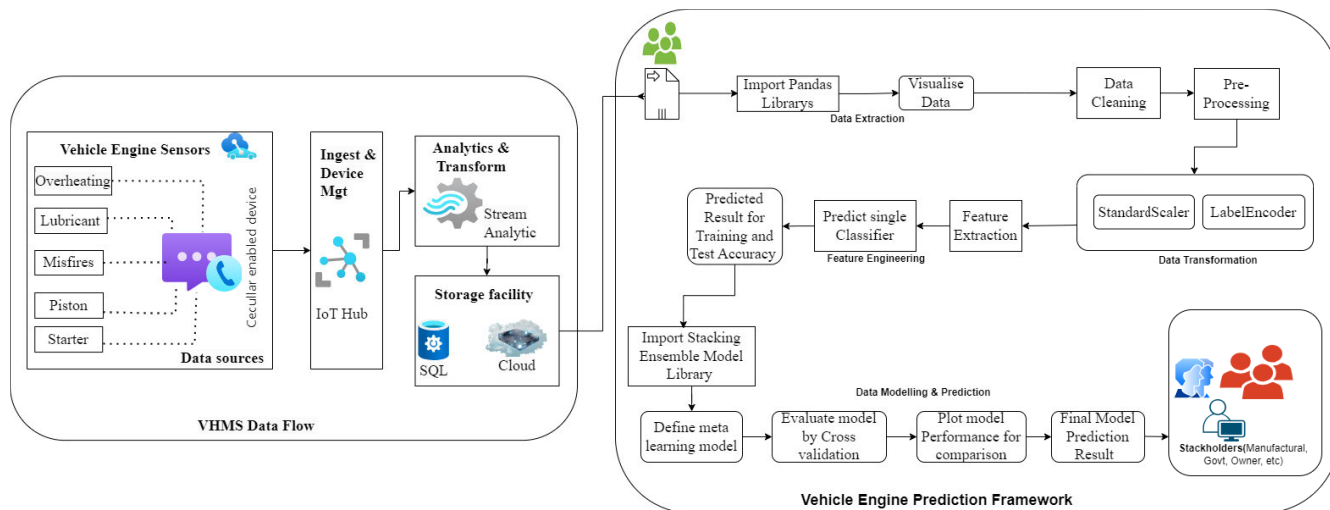 Vehicle Engine Sensors
Overheating
Lubricant
Misfires
Piston
Starter
Cecullar enabled device
Data sources
Ingest &
Device
Mgt
IoT Hub
Analytics &
Transform
Stream
Analytic
Storage facility
SQL
Cloud
VHMS Data Flow
Import Pandas
Librarys
Visualise
Data
Data Extraction
Data
Cleaning
Pre-
Processing
StandardScaler
LabelEncoder
Data Transformation
Feature
Extraction
Predict single
Classifier
Feature Engineering
Predicted
Result for
Training and
Test Accuracy
Import Stacking
Ensemble Model
Library
Data Modelling & Prediction
Define meta
learning model
Evaluate model
by Cross
validation
Plot model
Performance for
comparison
Final Model
Prediction
Result
Stackholders(Manufactural,
Govt, Owner, etc)
Vehicle Engine Prediction Framework